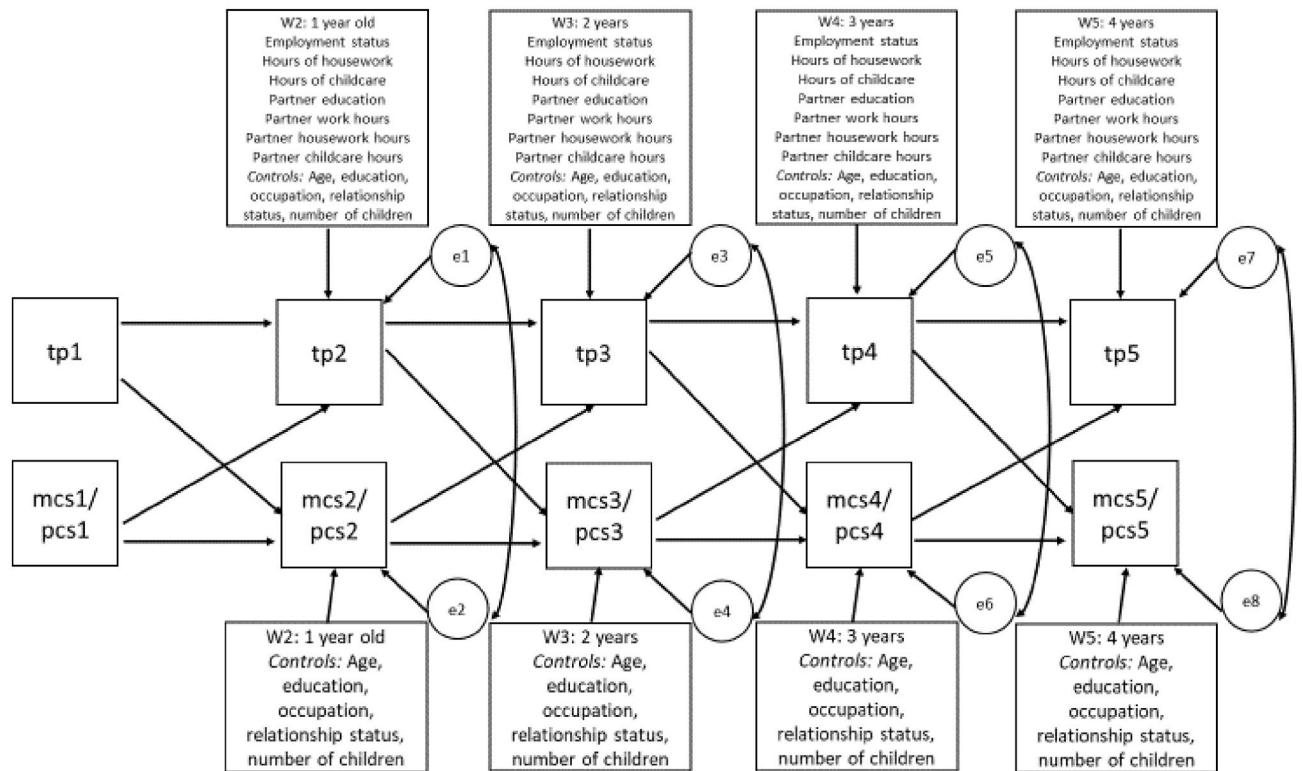 W2: 1 year old
Employment status
Hours of housework
Hours of childcare
Partner education
Partner work hours
Partner housework hours
Partner childcare hours
Controls: Age, education,
occupation, relationship
status, number of children
W3: 2 years
Employment status
Hours of housework
Hours of childcare
Partner education
Partner work hours
Partner housework hours
Partner childcare hours
Controls: Age, education,
occupation, relationship
status, number of children
W4: 3 years
Employment status
Hours of housework
Hours of childcare
Partner education
Partner work hours
Partner housework hours
Partner childcare hours
Controls: Age, education,
occupation, relationship
status, number of children
W5: 4 years
Employment status
Hours of housework
Hours of childcare
Partner education
Partner work hours
Partner housework hours
Partner childcare hours
Controls: Age, education,
occupation, relationship
status, number of children
e1
e3
e5
e7
tp1
tp2
tp3
tp4
tp5
mcs1/
pcs1
mcs2/
pcs2
mcs3/
pcs3
mcs4/
pcs4
mcs5/
pcs5
e2
e4
e6
e8
W2: 1 year old
Controls: Age,
education,
occupation,
relationship status,
number of children
W3: 2 years
Controls: Age,
education,
occupation,
relationship status,
number of children
W4: 3 years
Controls: Age,
education,
occupation,
relationship status,
number of children
W5: 4 years
Controls: Age,
education,
occupation,
relationship status,
number of children